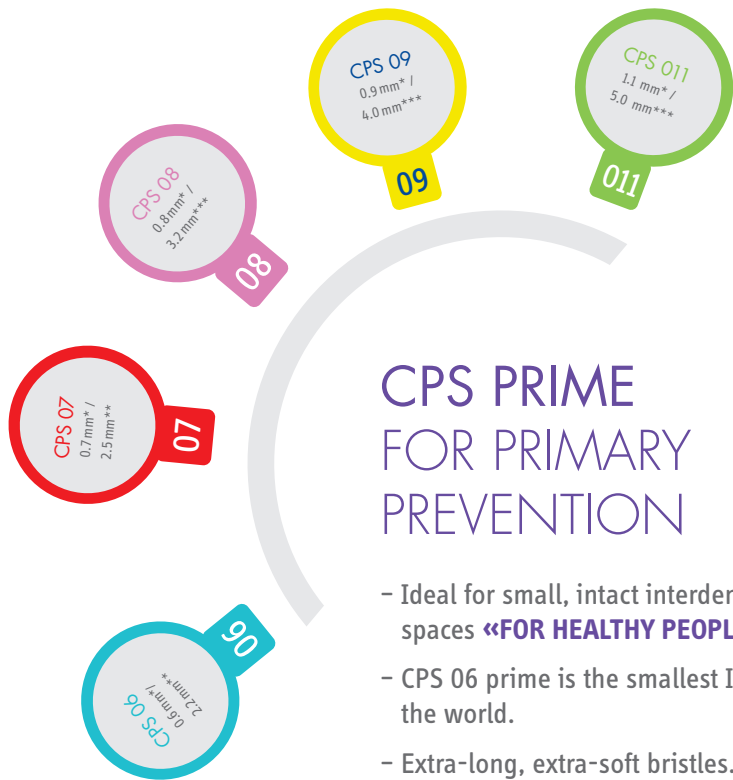 CPS 09
0.9 mm* /
4.0 mm***
09
CPS 011
1.1 mm* /
5.0 mm***
011
CPS 08
0.8 mm* /
3.2 mm***
08
CPS 07
0.7 mm* /
2.5 mm**
07
CPS 06
0.6 mm* /
2.2 mm**
06
CPS PRIME
FOR PRIMARY
PREVENTION
– Ideal for small, intact
spaces «FOR HEALTHY
– CPS 06 prime is the smallest
the world.
– Extra-long, extra-soft bristles.